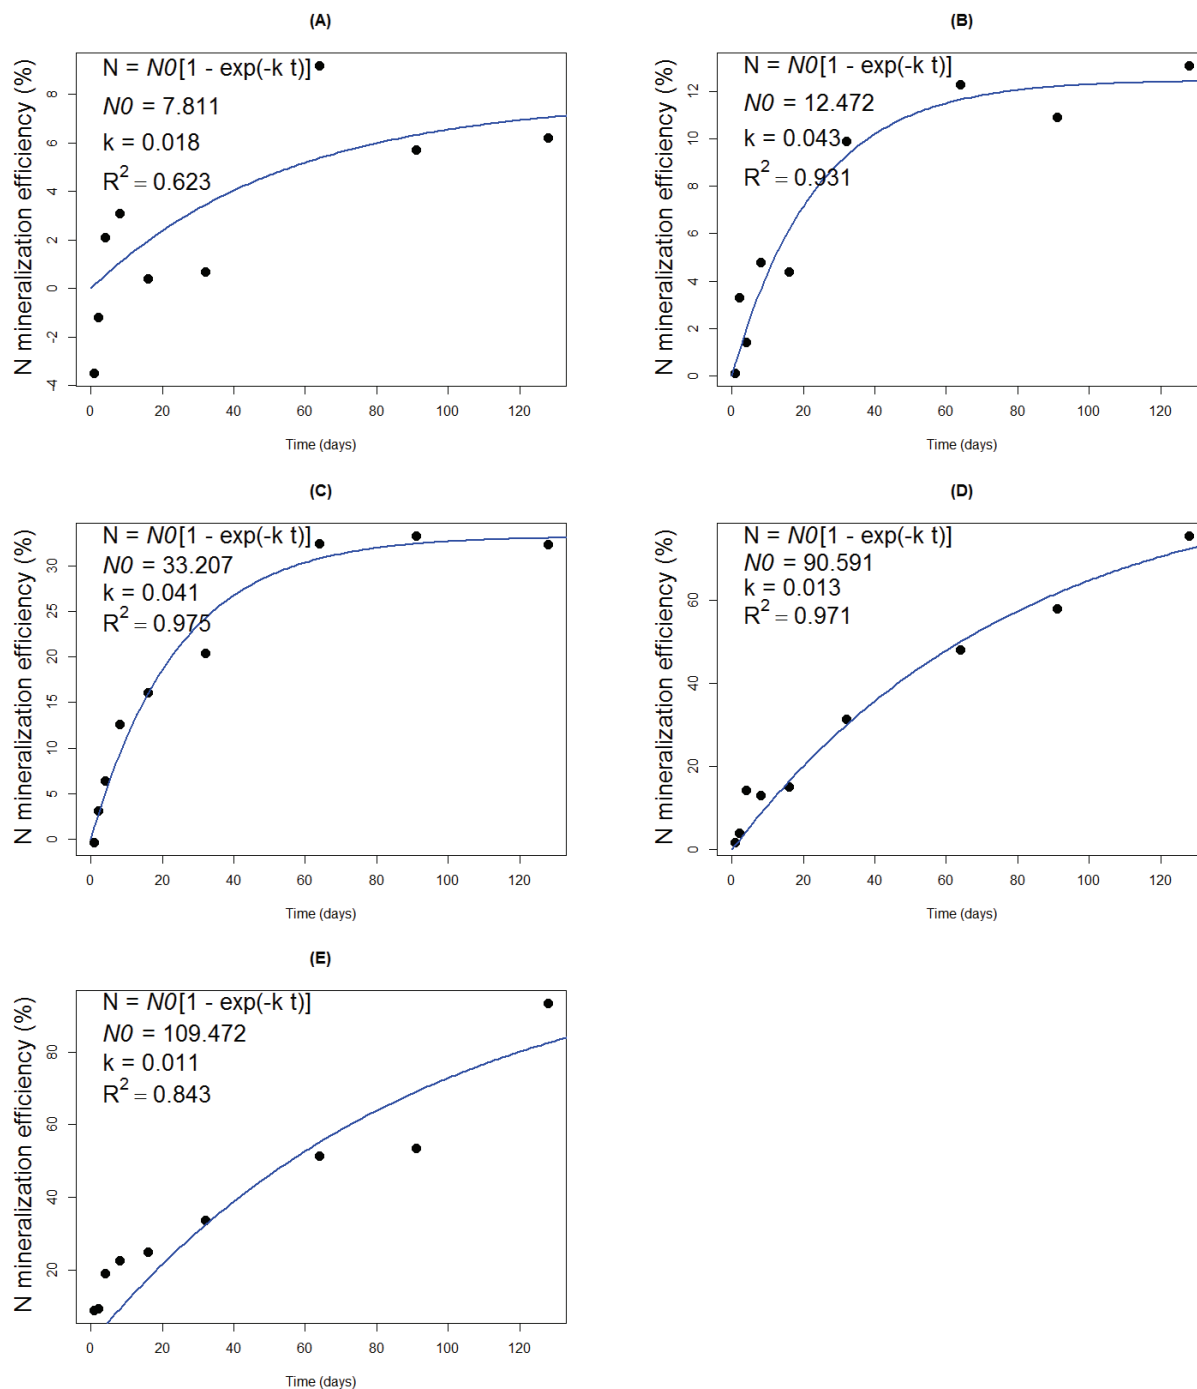 (A)
N = N0[1 - exp(-k t)]
N0 = 7.811
k = 0.018
R² = 0.623
N mineralization efficiency (%)
8
6
4
2
0
-2
-4
0 20 40 60 80 100 120
Time (days)
(B)
N = N0[1 - exp(-k t)]
N0 = 12.472
k = 0.043
R² = 0.931
N mineralization efficiency (%)
12
10
8
6
4
2
0
0 20 40 60 80 100 120
Time (days)
(C)
N = N0[1 - exp(-k t)]
N0 = 33.207
k = 0.041
R² = 0.975
N mineralization efficiency (%)
30
25
20
15
10
5
0
0 20 40 60 80 100 120
Time (days)
(D)
N = N0[1 - exp(-k t)]
N0 = 90.591
k = 0.013
R² = 0.971
N mineralization efficiency (%)
60
40
20
0
0 20 40 60 80 100 120
Time (days)
(E)
N = N0[1 - exp(-k t)]
N0 = 109.472
k = 0.011
R² = 0.843
N mineralization efficiency (%)
80
60
40
20
0 20 40 60 80 100 120
Time (days)